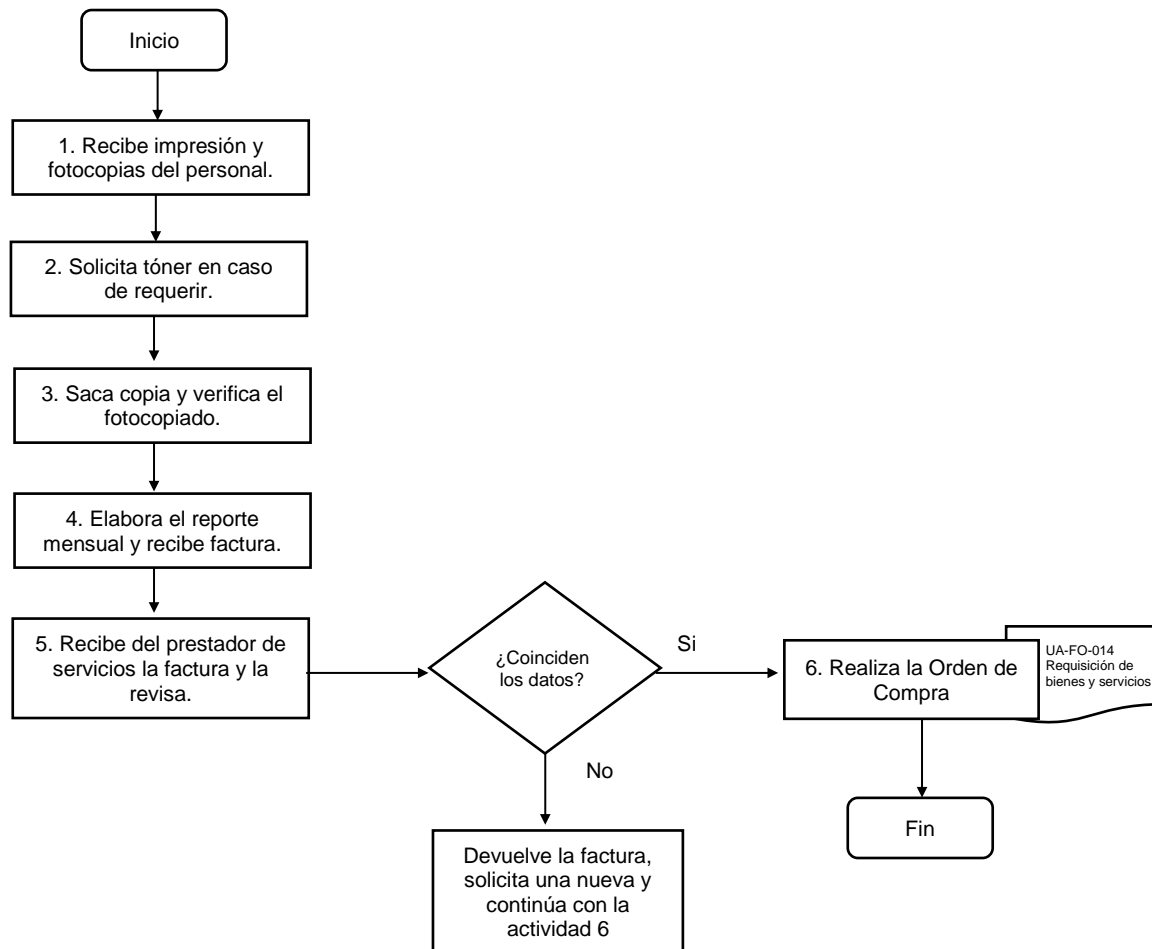 Inicio
1. Recibe impresión y
fotocopias del personal.
2. Solicita tóner en caso
de requerir.
3. Saca copia y verifica el
fotocopiado.
4. Elabora el reporte
mensual y recibe factura.
5. Recibe del prestador de
servicios la factura y la
revisa.
¿Coinciden
los datos?
Si
6. Realiza la Orden de
Compra
UA-FO-014
Requisición de
bienes y servicios
No
Fin
Devuelve la factura,
solicita una nueva y
continúa con la
actividad 6